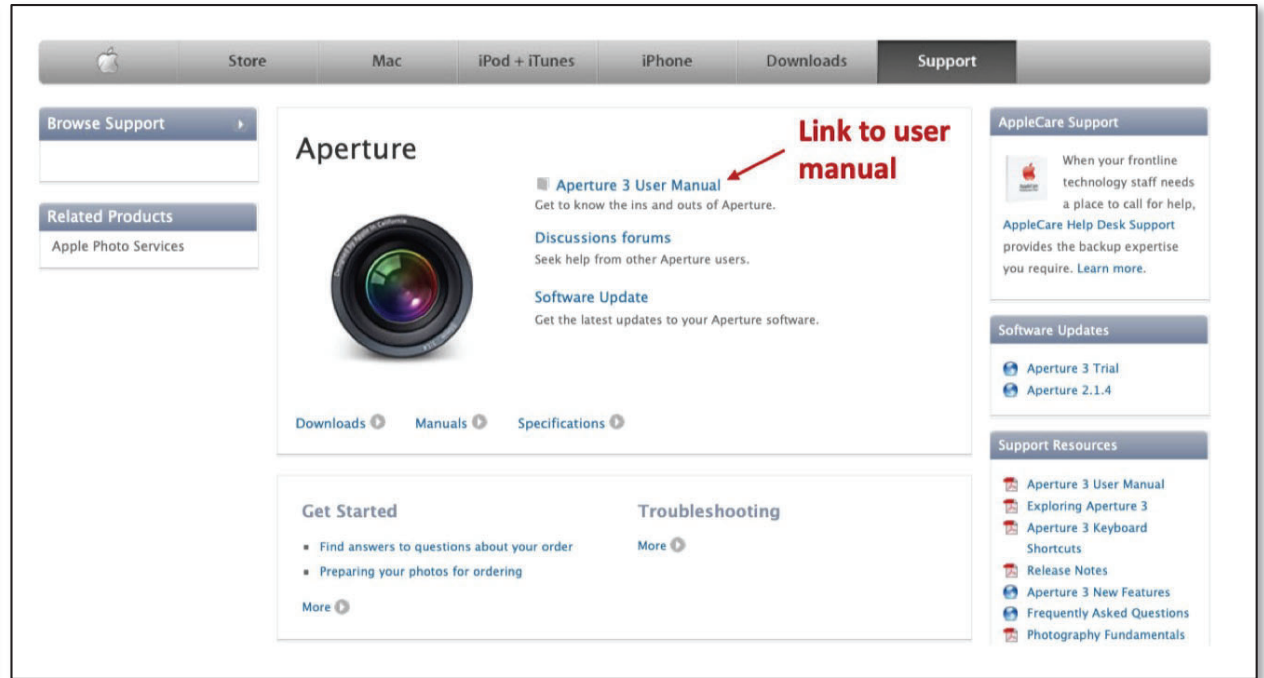 Store
Mac
iPod + iTunes
iPhone
Downloads
Support
Browse Support
Related Products
Apple Photo Services
Aperture
Link to user
manual
Aperture 3 User Manual
Get to know the ins and outs of Aperture.
Discussions forums
Seek help from other Aperture users.
Software Update
Get the latest updates to your Aperture software.
Designed by Apple in California
Downloads
Manuals
Specifications
Get Started
Find answers to questions about your order
Preparing your photos for ordering
More
Troubleshooting
More
AppleCare Support
When your frontline
technology staff needs
a place to call for help,
AppleCare Help Desk Support
provides the backup expertise
you require. Learn more.
Software Updates
Aperture 3 Trial
Aperture 2.1.4
Support Resources
Aperture 3 User Manual
Exploring Aperture 3
Aperture 3 Keyboard
Shortcuts
Release Notes
Aperture 3 New Features
Frequently Asked Questions
Photography Fundamentals